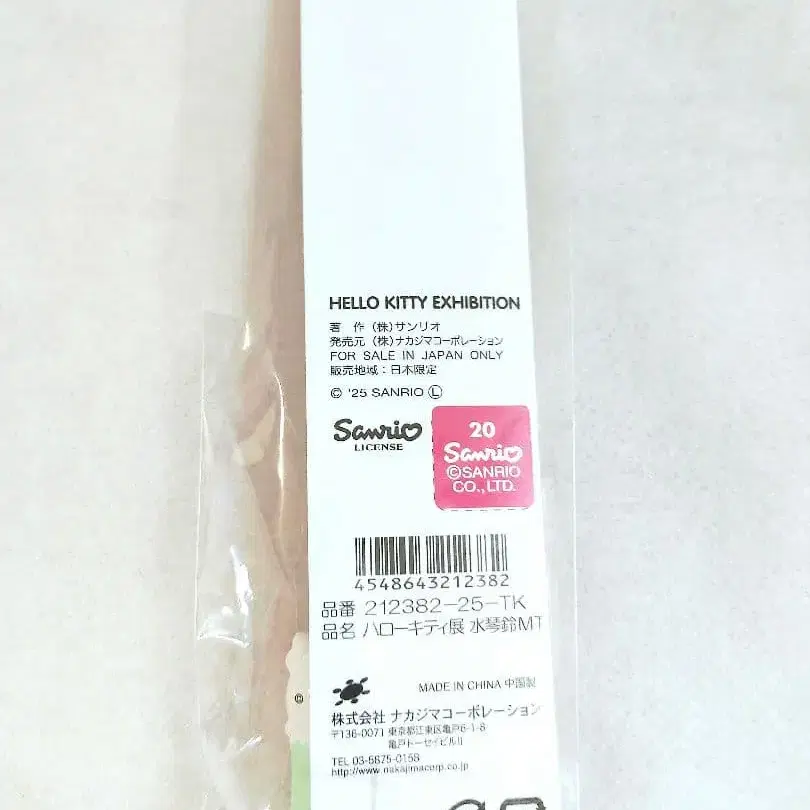 HELLO KITTY EXHIBITION
著 作 (株)サンリオ
発売元 (株)ナカジマコーポレーション
FOR SALE IN JAPAN ONLY
販売地域:日本限定
© '25 SANRIO Ⓛ
Sanrio
LICENSE
20
Sanrio
©SANRIO
CO.,LTD.
4548643212382
品番 212382-25-TK
品名 ハローキティ展 水琴鈴MT
MADE IN CHINA 中国製
©
株式会社 ナカジマコーポレーション
〒136-0071 東京都江東区亀戸6-1-8
亀戸トーセイビルⅡ
TEL 03-5875-0158
http://www.nakajimacorp.co.jp